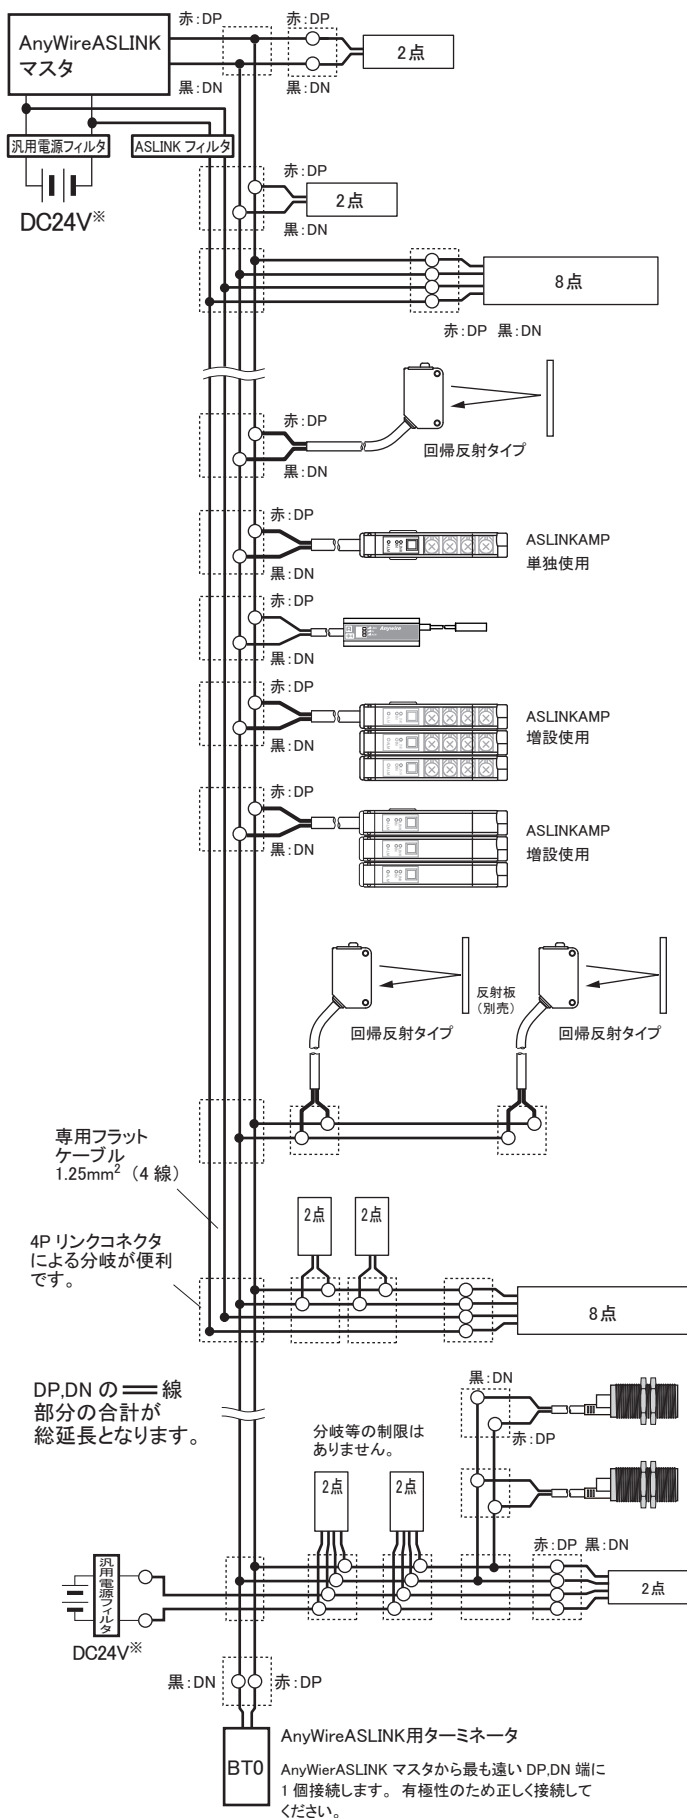 赤:DP
赤:DP
AnyWireASLINK
マスタ
2点
黒:DN
黒:DN
汎用電源フィルタ
ASLINK フィルタ
DC24V※
赤:DP
2点
黒:DN
8点
赤:DP 黒:DN
赤:DP
黒:DN
回帰反射タイプ
赤:DP
黒:DN
ASLINKAMP
単独使用
赤:DP
Anywire
黒:DN
赤:DP
黒:DN
ASLINKAMP
増設使用
赤:DP
黒:DN
ASLINKAMP
増設使用
反射板
(別売)
回帰反射タイプ
回帰反射タイプ
専用フラット
ケーブル
1.25mm² (4 線)
2点
2点
4P リンクコネクタ
による分岐が便利
です。
8点
DP,DN の 線
部分の合計が
総延長となります。
黒:DN
赤:DP
分岐等の制限は
ありません。
2点
2点
赤:DP 黒:DN
2点
汎用電源フィルタ
DC24V※
黒:DN
赤:DP
BT0
AnyWireASLINK用ターミネータ
AnyWierASLINK マスタから最も遠い DP,DN 端に
1 個接続します。 有極性のため正しく接続して
ください。